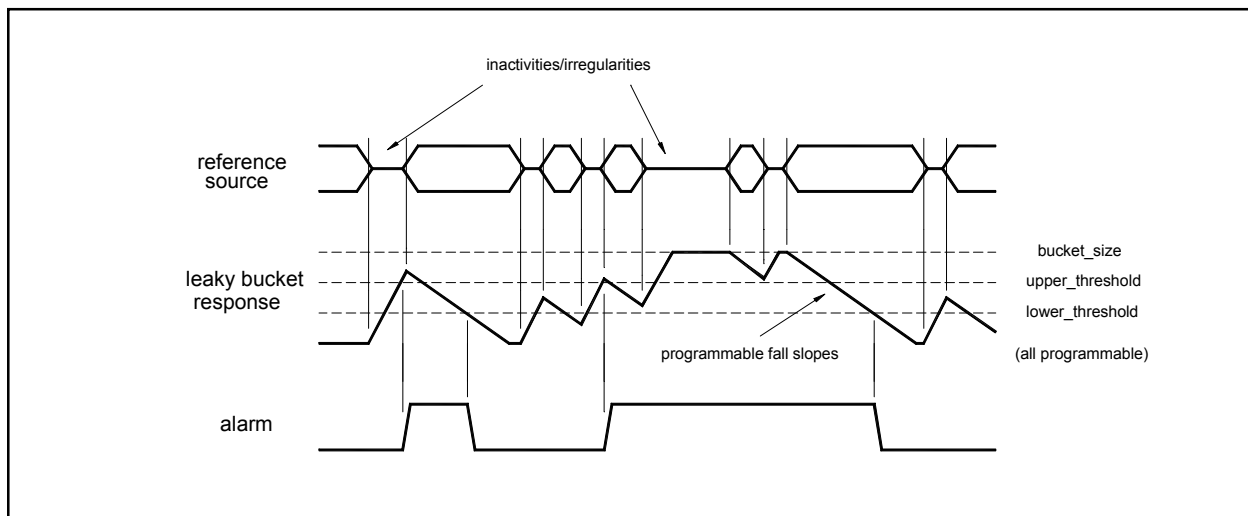 inactivities/irregularities
reference
source
bucket_size
leaky bucket
response
upper_threshold
lower_threshold
programmable fall slopes
(all programmable)
alarm